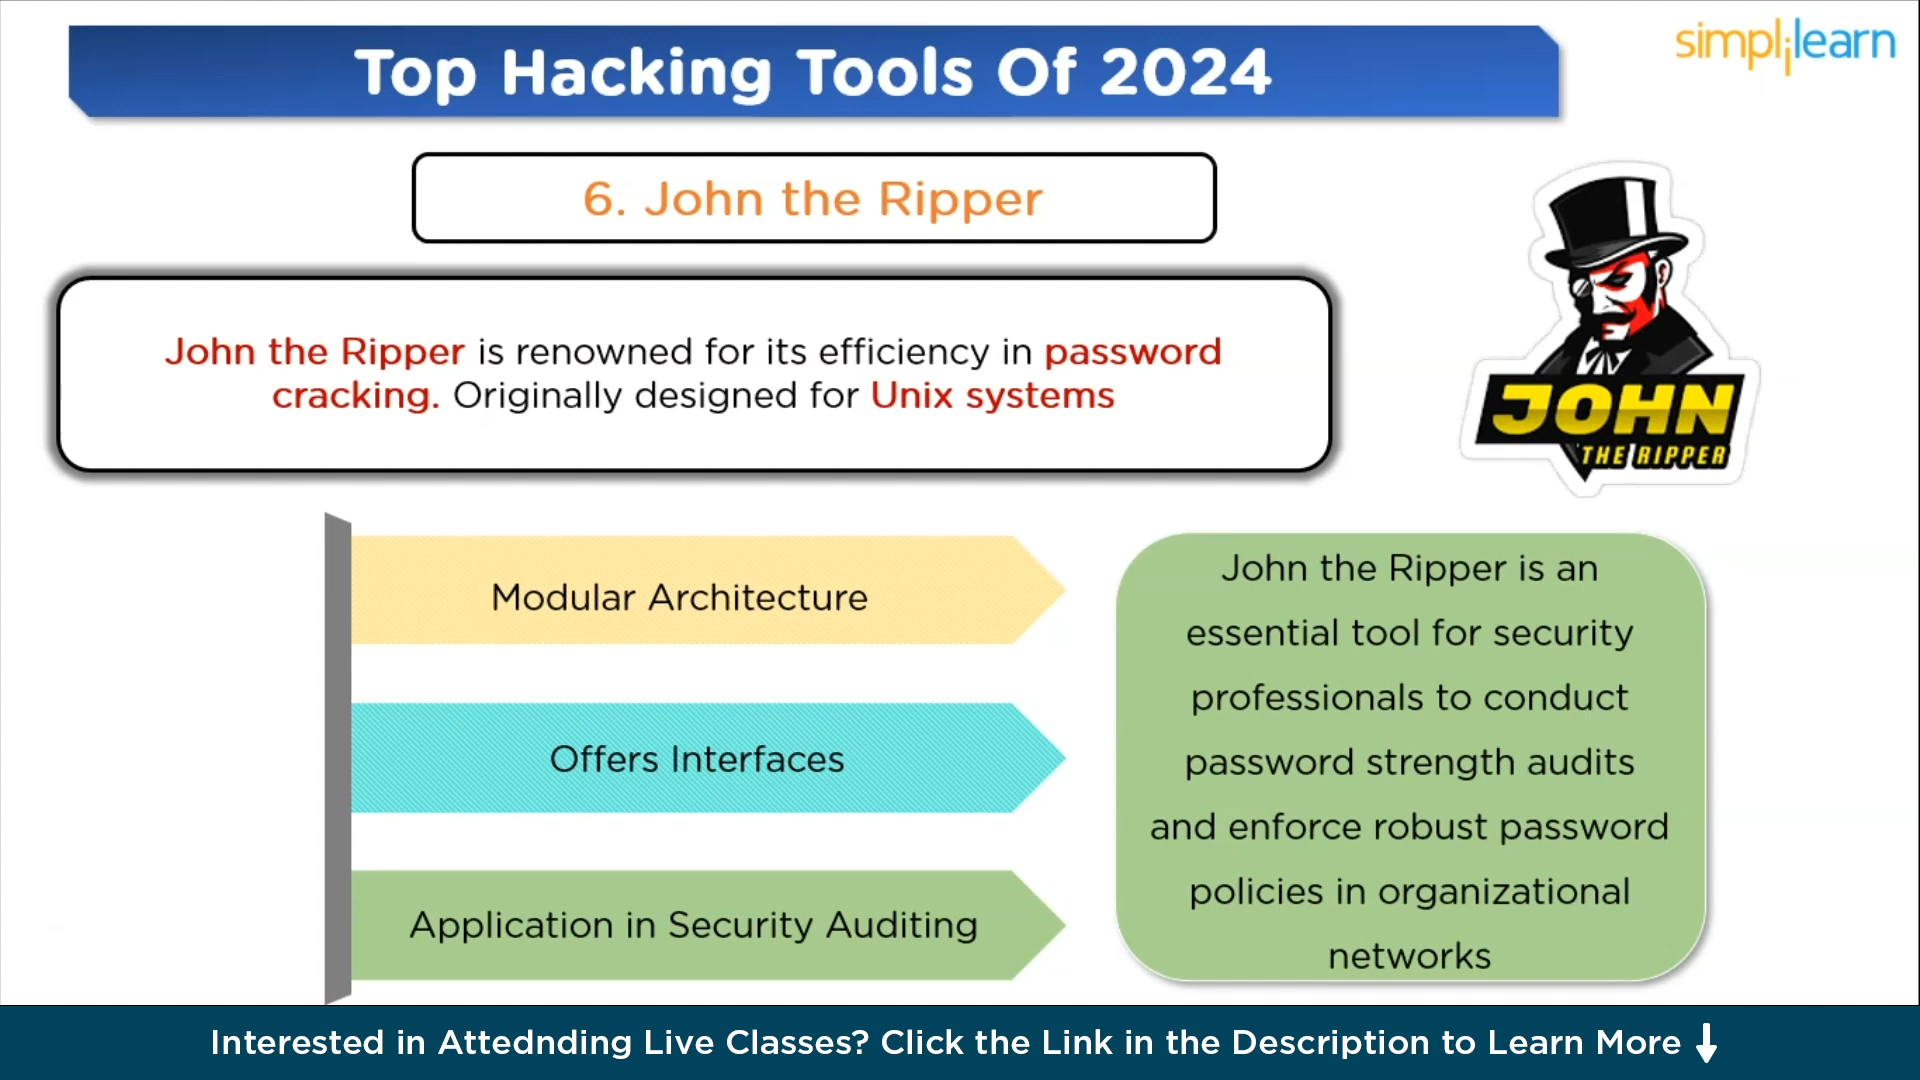 Top Hacking Tools Of 2024
simplilearn
6. John the Ripper
John the Ripper is renowned for its efficiency in password
cracking. Originally designed for Unix systems
JOHN
THE RIPPER
Modular Architecture
Offers Interfaces
Application in Security Auditing
John the Ripper is an
essential tool for security
professionals to conduct
password strength audits
and enforce robust password
policies in organizational
networks
Interested in Attednding Live Classes? Click the Link in the Description to Learn More